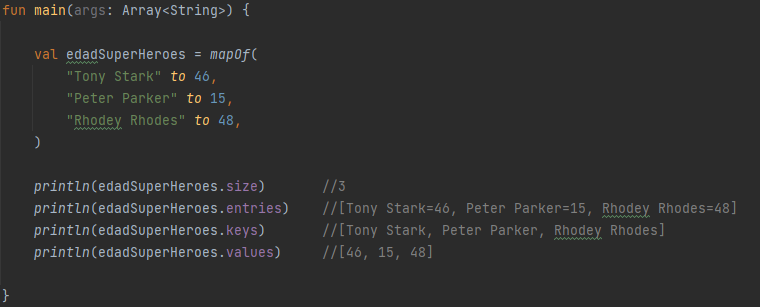 fun main(args: Array<String>) {
val edadSuperHeroes = mapOf(
"Tony Stark" to 46,
"Peter Parker" to 15,
"Rhodey Rhodes" to 48,
)
println(edadSuperHeroes.size) //3
println(edadSuperHeroes.entries) //[Tony Stark=46, Peter Parker=15, Rhodey Rhodes=48]
println(edadSuperHeroes.keys) //[Tony Stark, Peter Parker, Rhodey Rhodes]
println(edadSuperHeroes.values) //[46, 15, 48]
}